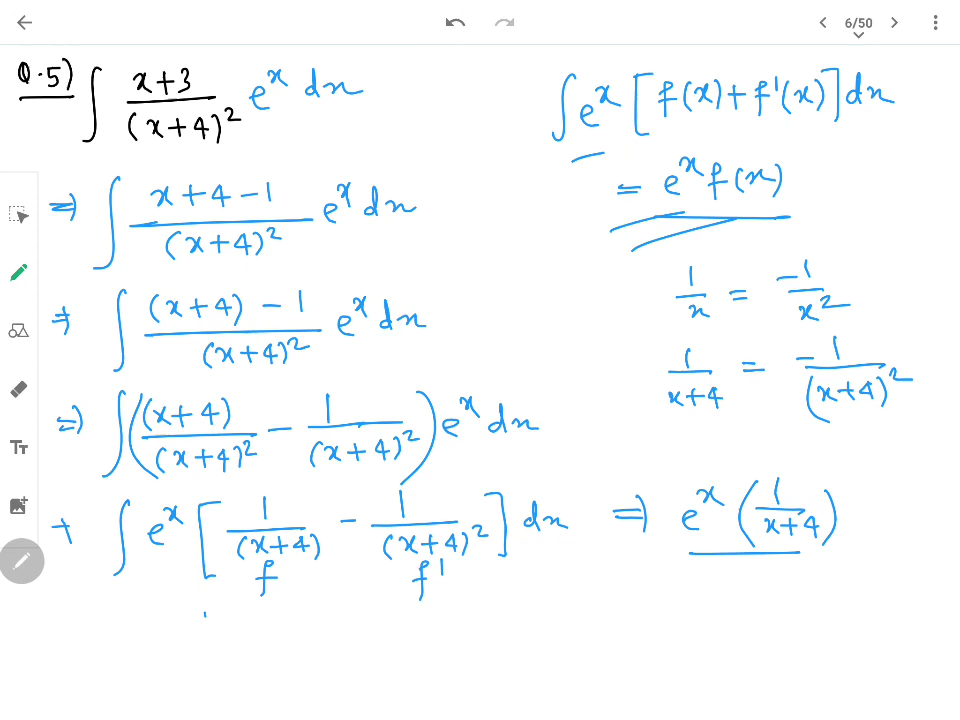 6/50
Q.5) ∫ (x+3)/(x+4)² eˣ dx
∫ eˣ [f(x) + f'(x)] dx
= eˣ f(x)
⇒ ∫ (x+4-1)/(x+4)² eˣ dx
1/x = -1/x²
⇒ ∫ ((x+4) - 1)/(x+4)² eˣ dx
1/(x+4) = -1/(x+4)²
⇒ ∫ ((x+4)/(x+4)² - 1/(x+4)²) eˣ dx
⇒ ∫ eˣ [1/(x+4) - 1/(x+4)²] dx ⇒ eˣ (1/(x+4))
f f'
Tт